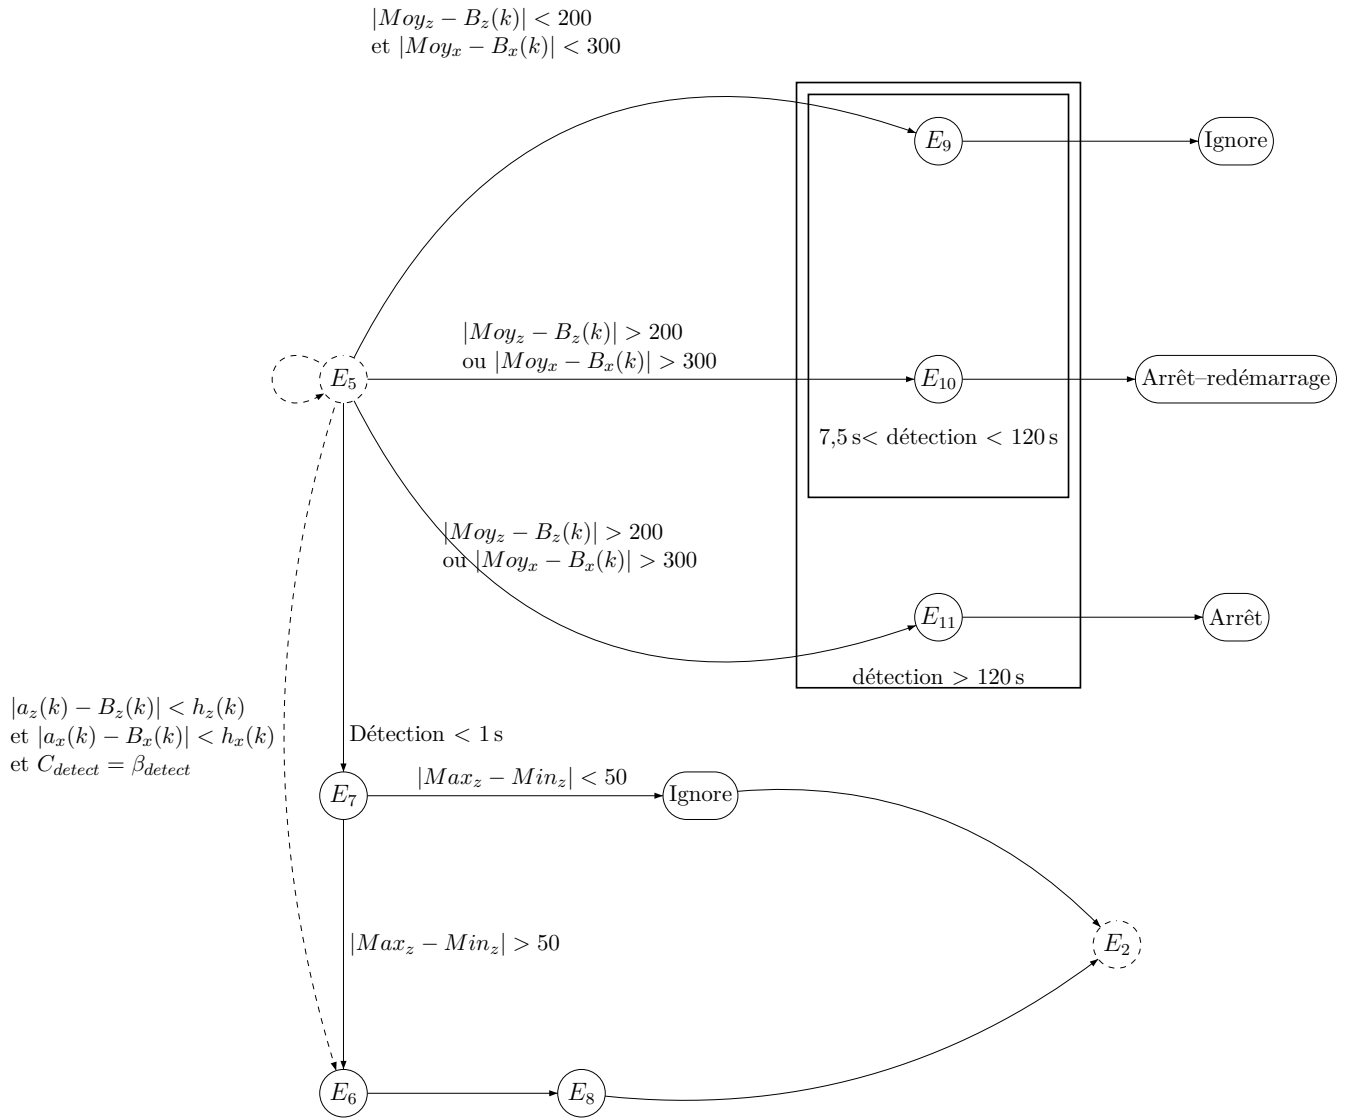 |Moy_z − B_z(k)| < 200
et |Moy_x − B_x(k)| < 300
E_9
Ignore
|Moy_z − B_z(k)| > 200
ou |Moy_x − B_x(k)| > 300
E_5
E_10
Arrêt–redémarrage
7,5 s< détection < 120 s
|Moy_z − B_z(k)| > 200
ou |Moy_x − B_x(k)| > 300
E_11
Arrêt
détection > 120 s
|a_z(k) − B_z(k)| < h_z(k)
et |a_x(k) − B_x(k)| < h_x(k)
et C_detect = β_detect
Détection < 1 s
|Max_z − Min_z| < 50
E_7
Ignore
|Max_z − Min_z| > 50
E_2
E_6
E_8